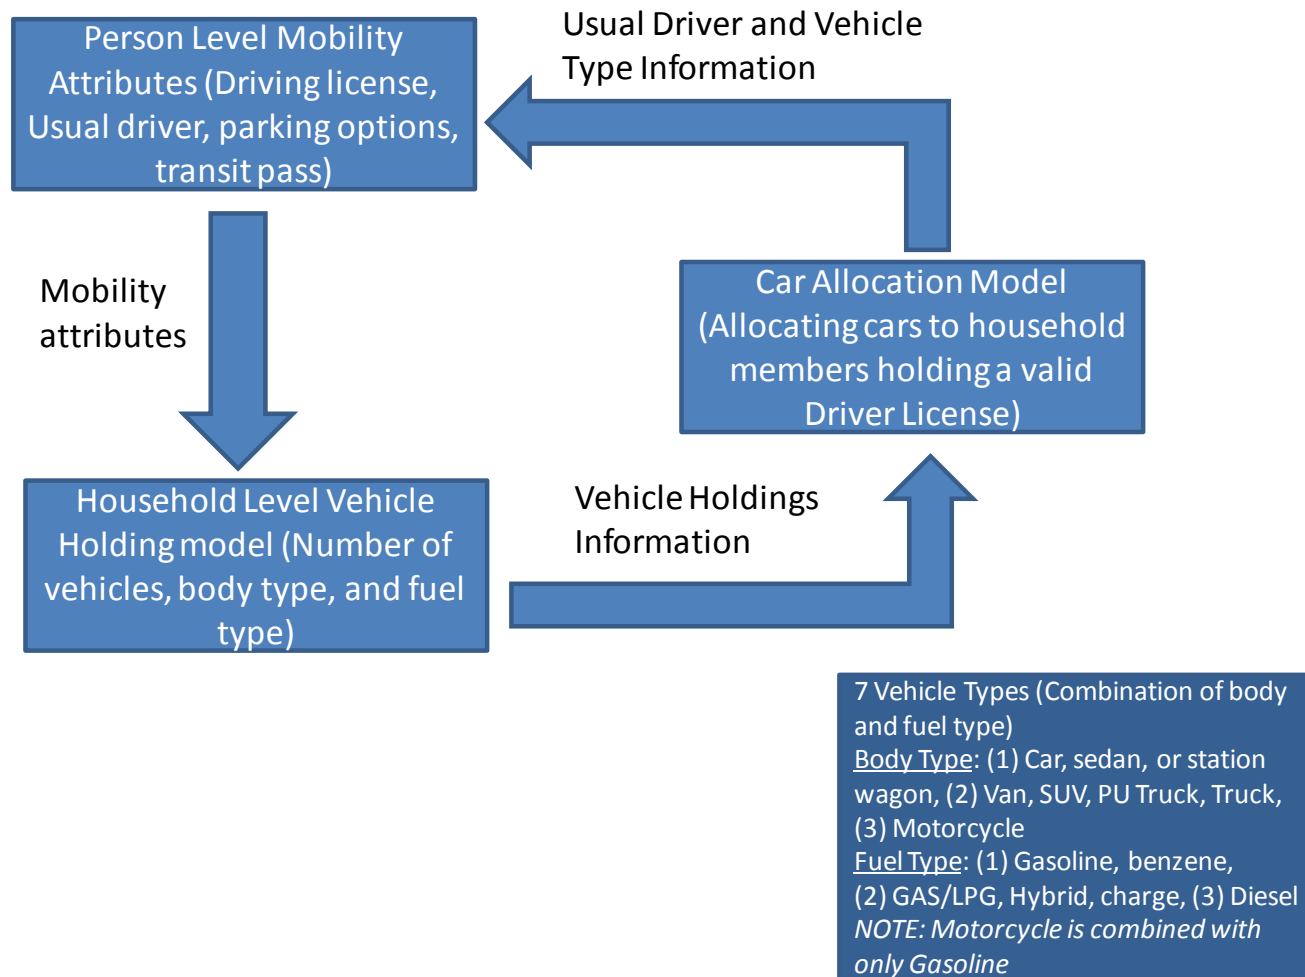 Person Level Mobility
Attributes (Driving license,
Usual driver, parking options,
transit pass)
Usual Driver and Vehicle
Type Information
Mobility
attributes
Car Allocation Model
(Allocating cars to household
members holding a valid
Driver License)
Household Level Vehicle
Holding model (Number of
vehicles, body type, and fuel
type)
Vehicle Holdings
Information
7 Vehicle Types (Combination of body
and fuel type)
Body Type: (1) Car, sedan, or station
wagon, (2) Van, SUV, PU Truck, Truck,
(3) Motorcycle
Fuel Type: (1) Gasoline, benzene,
(2) GAS/LPG, Hybrid, charge, (3) Diesel
NOTE: Motorcycle is combined with
only Gasoline